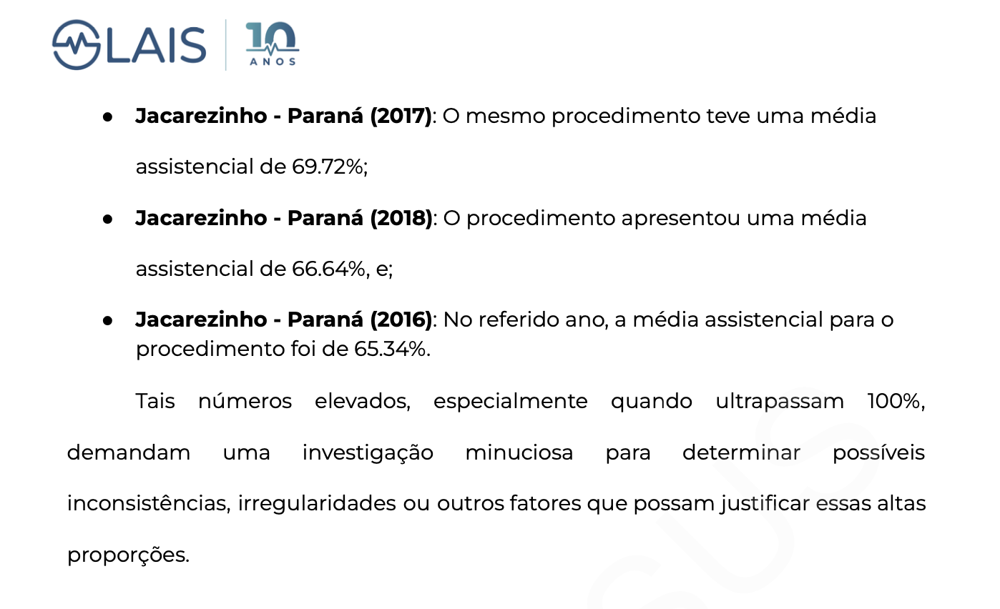 LAIS
10
ANOS
● Jacarezinho - Paraná (2017): O mesmo procedimento teve uma média
assistencial de 69.72%;
● Jacarezinho - Paraná (2018): O procedimento apresentou uma média
assistencial de 66.64%, e;
● Jacarezinho - Paraná (2016): No referido ano, a média assistencial para o
procedimento foi de 65.34%.
Tais números elevados, especialmente quando ultrapassam 100%,
demandam uma investigação minuciosa para determinar possíveis
inconsistências, irregularidades ou outros fatores que possam justificar essas altas
proporções.
SUS